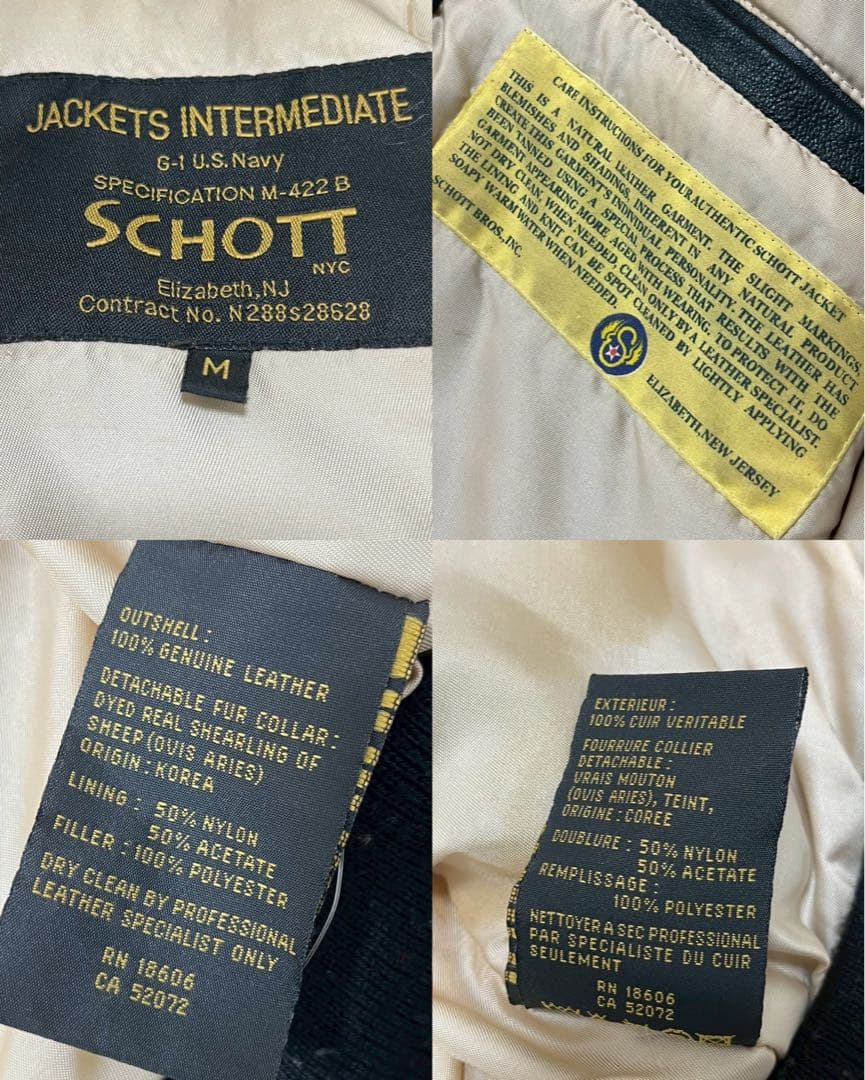 JACKETS INTERMEDIATE
G-1 U.S. Navy
SPECIFICATION M-422 B
SCHOTT
NYC
Elizabeth, NJ
Contract No. N288s28628
M
CARE INSTRUCTIONS FOR YOUR AUTHENTIC SCHOTT JACKET
THIS IS A NATURAL LEATHER GARMENT. THE SLIGHT MARKINGS,
BLEMISHES AND SHADINGS, INHERENT IN ANY NATURAL PRODUCT
CREATE THIS GARMENT'S INDIVIDUAL PERSONALITY. THE LEATHER HAS
BEEN TANNED, USING A SPECIAL PROCESS THAT RESULTS WITH THE
GARMENT APPEARING MORE AGED WITH WEARING. TO PROTECT IT, DO
NOT DRY CLEAN. WHEN NEEDED, CLEAN ONLY BY A LEATHER SPECIALIST.
THE LINING AND KNIT CAN BE SPOT CLEANED BY LIGHTLY APPLYING
SOAPY WARM WATER WHEN NEEDED.
SCHOTT BROS., INC.
ELIZABETH, NEW JERSEY
OUTSHELL:
100% GENUINE LEATHER
DETACHABLE FUR COLLAR:
DYED REAL SHEARLING OF
SHEEP (OVIS ARIES)
ORIGIN: KOREA
LINING: 50% NYLON
50% ACETATE
FILLER: 100% POLYESTER
DRY CLEAN BY PROFESSIONAL
LEATHER SPECIALIST ONLY
RN 18606
CA 52072
EXTERIEUR:
100% CUIR VERITABLE
FOURRURE COLLIER
DETACHABLE:
VRAIS MOUTON
(OVIS ARIES), TEINT,
ORIGINE: COREE
DOUBLURE: 50% NYLON
50% ACETATE
REMPLISSAGE:
100% POLYESTER
NETTOYER A SEC PROFESSIONAL
PAR SPECIALISTE DU CUIR
SEULEMENT
RN 18606
CA 52072